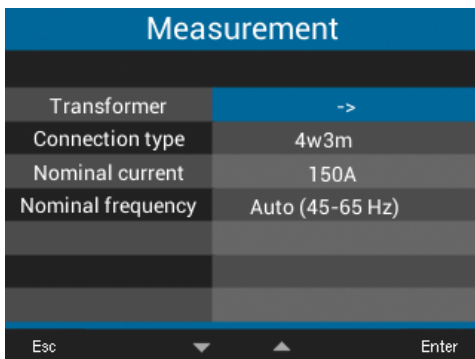 Measurement
Transformer ->
Connection type 4w3m
Nominal current 150A
Nominal frequency Auto (45-65 Hz)
Esc Enter